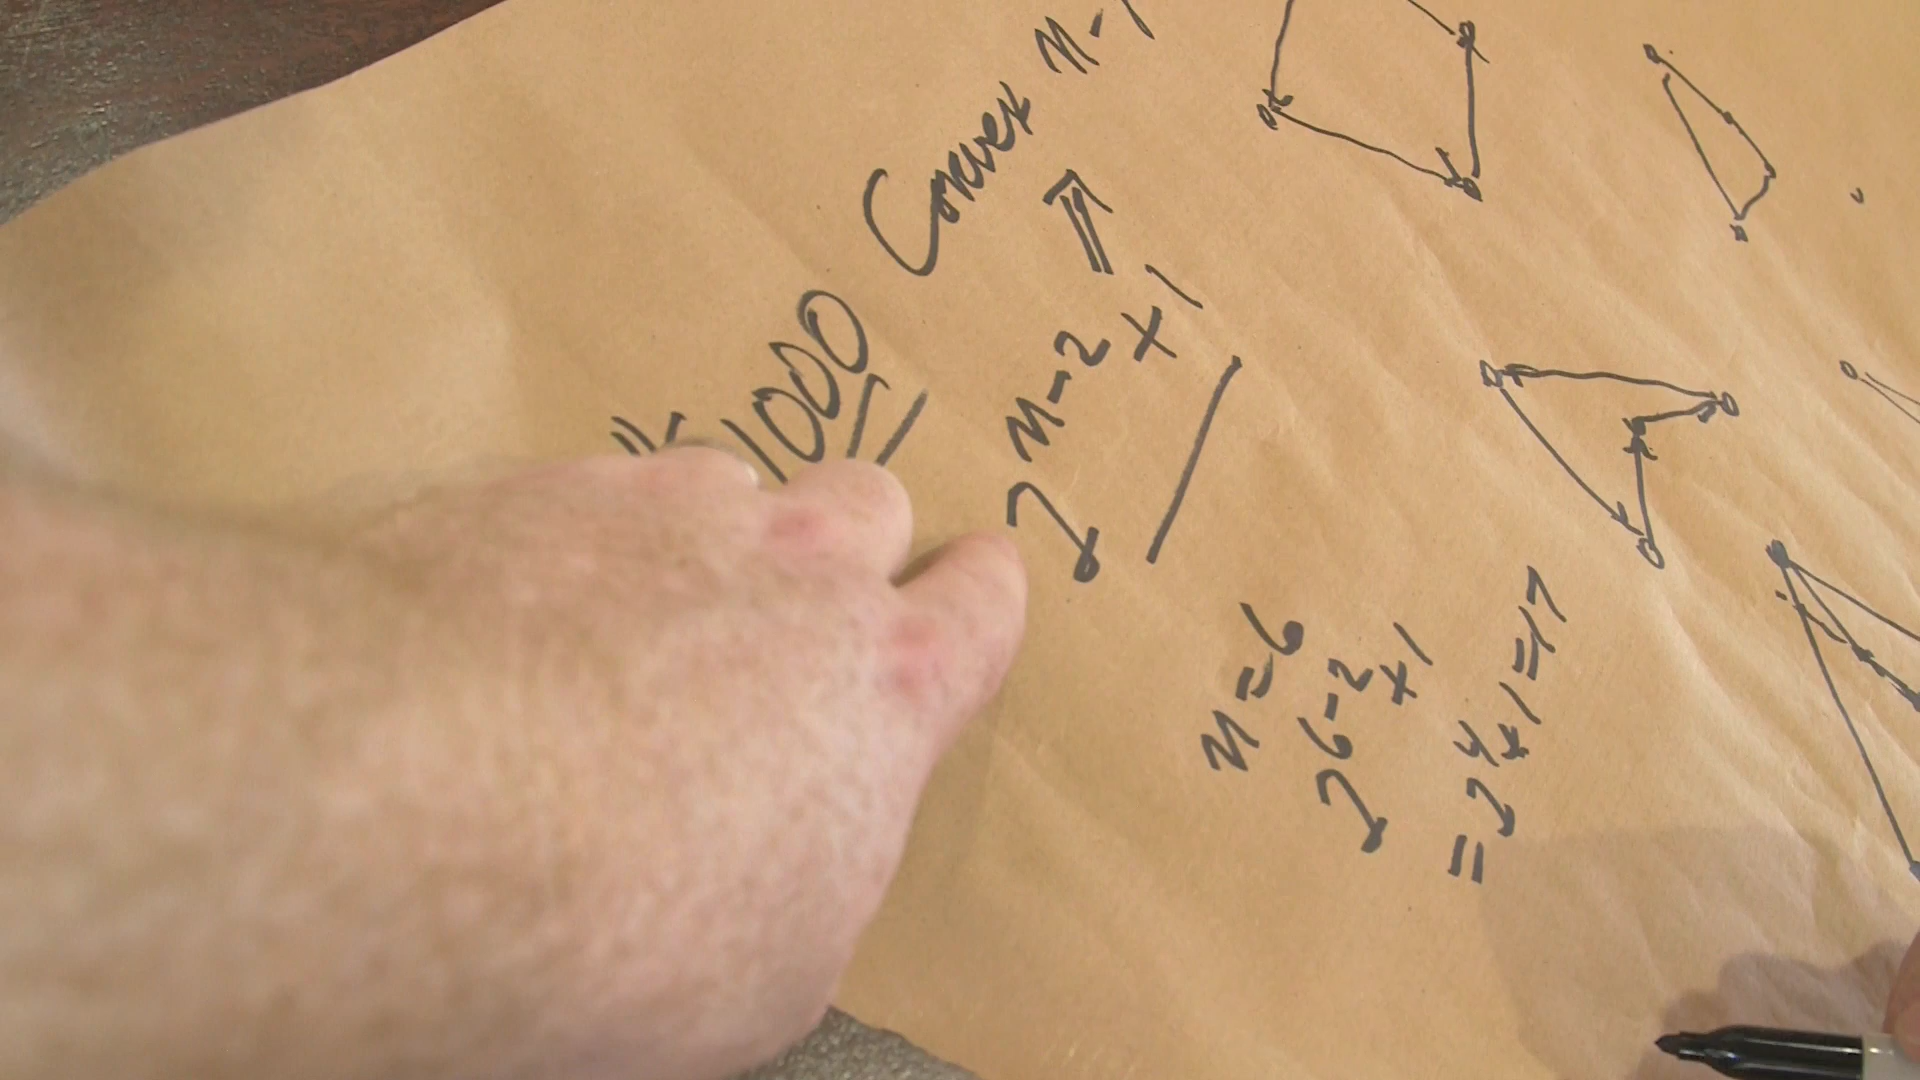 1000
Convex n-
⇑
2^{n-2} + 1
n=6
2^{6-2} + 1
= 2^4 + 1 = 17